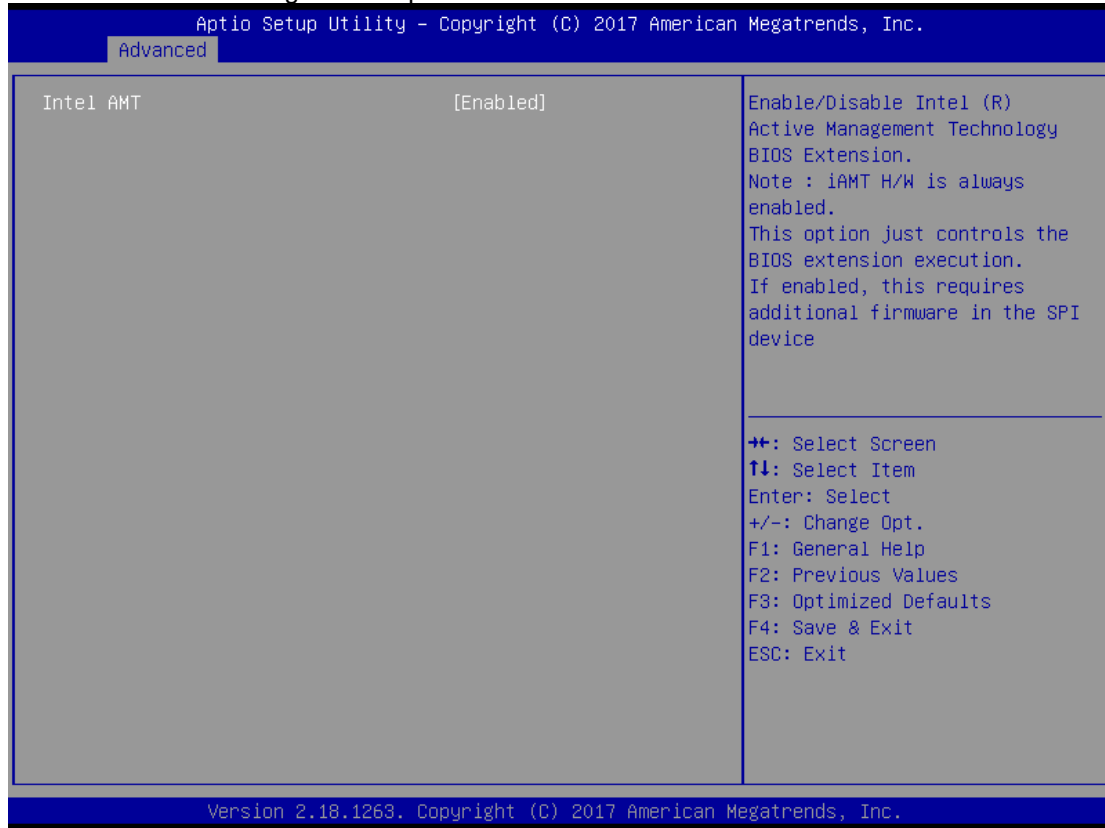 Aptio Setup Utility – Copyright (C) 2017 American Megatrends, Inc.
Advanced
Intel AMT [Enabled]
Enable/Disable Intel (R)
Active Management Technology
BIOS Extension.
Note : iAMT H/W is always
enabled.
This option just controls the
BIOS extension execution.
If enabled, this requires
additional firmware in the SPI
device
→←: Select Screen
↑↓: Select Item
Enter: Select
+/-: Change Opt.
F1: General Help
F2: Previous Values
F3: Optimized Defaults
F4: Save & Exit
ESC: Exit
Version 2.18.1263. Copyright (C) 2017 American Megatrends, Inc.